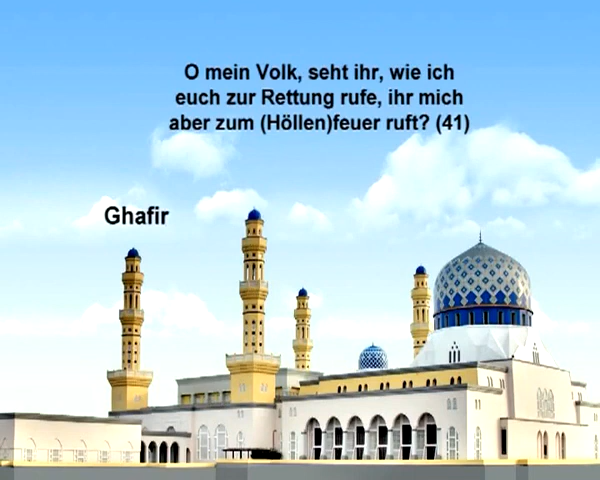 O mein Volk, seht ihr, wie ich
euch zur Rettung rufe, ihr mich
aber zum (Höllen)feuer ruft? (41)
Ghafir